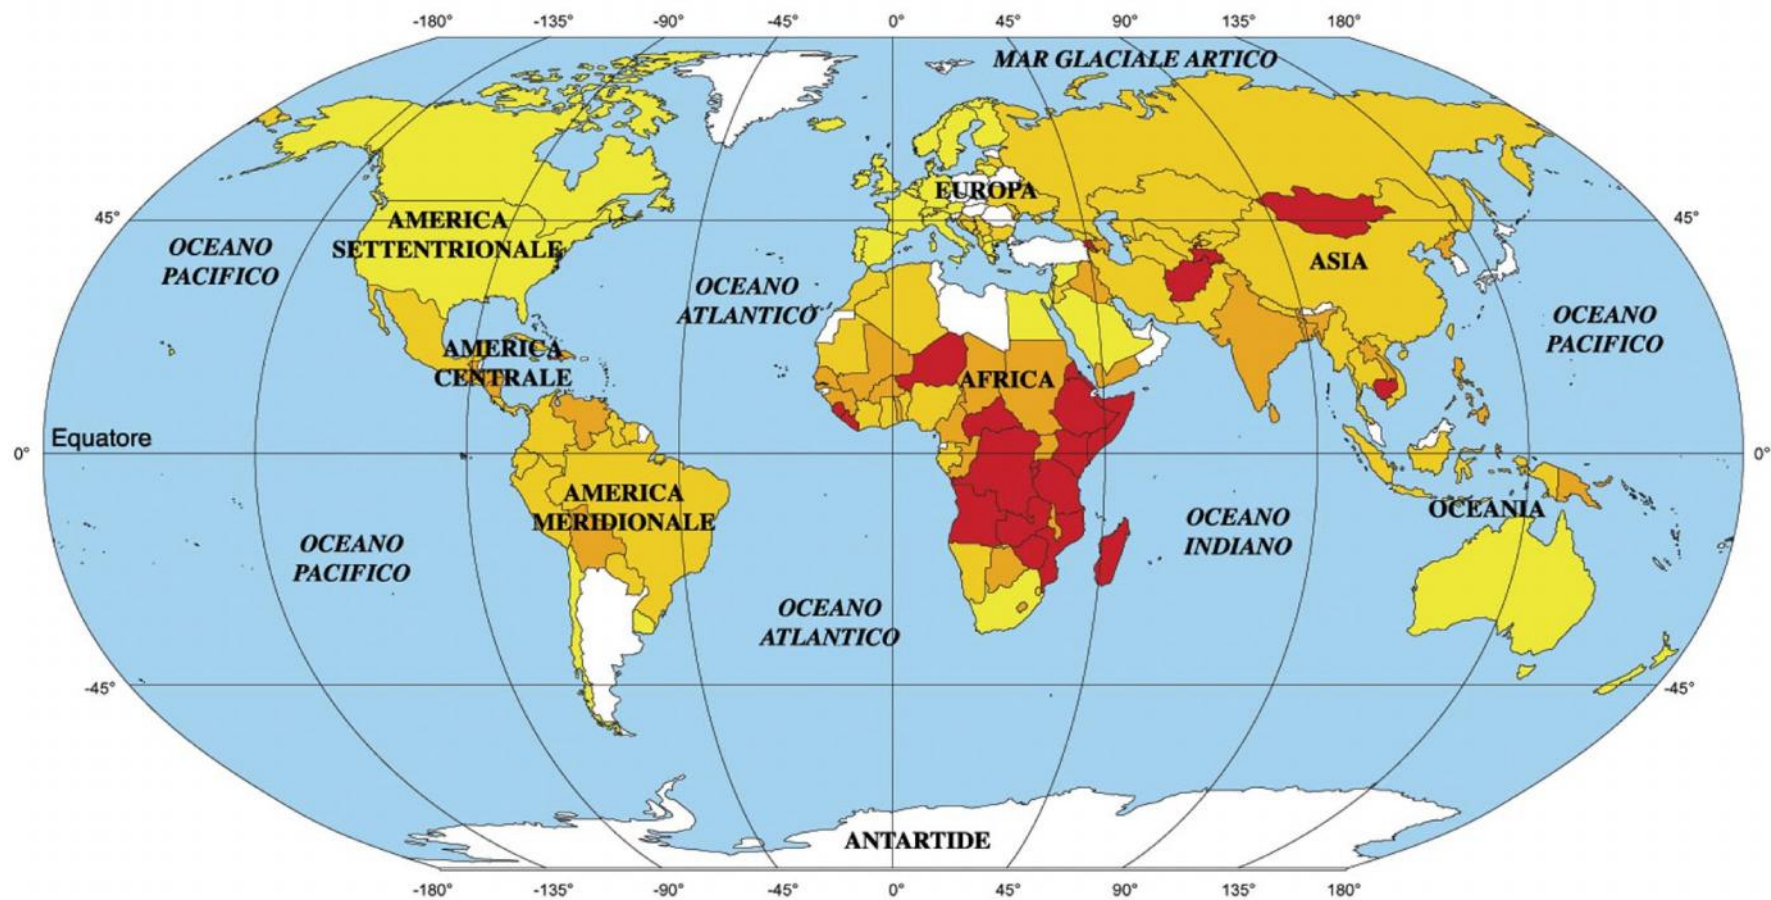 -180° -135° -90° -45° 0° 45° 90° 135° 180°
MAR GLACIALE ARTICO
EUROPA
45° 45°
AMERICA
SETTENTRIONALE
OCEANO
PACIFICO
ASIA
OCEANO
ATLANTICO
OCEANO
PACIFICO
AMERICA
CENTRALE
AFRICA
Equatore
0° 0°
AMERICA
MERIDIONALE
OCEANIA
OCEANO
INDIANO
OCEANO
PACIFICO
OCEANO
ATLANTICO
-45° -45°
ANTARTIDE
-180° -135° -90° -45° 0° 45° 90° 135° 180°